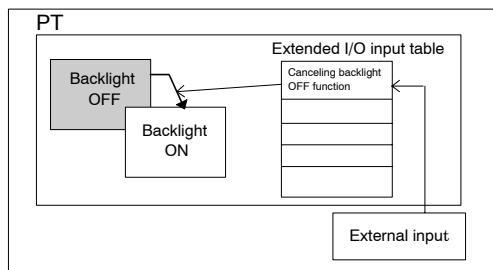 PT
Extended I/O input table
Backlight
OFF
Canceling backlight
OFF function
Backlight
ON
External input